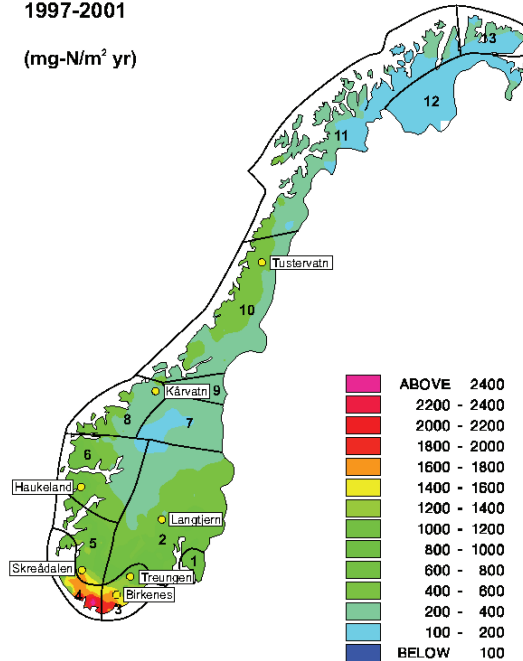 1997-2001
(mg-N/m² yr)
13
12
11
Tustervatn
10
Kårvatn
9
8
7
6
Haukeland
Langtjern
2
5
1
Skreådalen
Treungen
4
Birkenes
3
ABOVE 2400
2200 - 2400
2000 - 2200
1800 - 2000
1600 - 1800
1400 - 1600
1200 - 1400
1000 - 1200
800 - 1000
600 - 800
400 - 600
200 - 400
100 - 200
BELOW 100